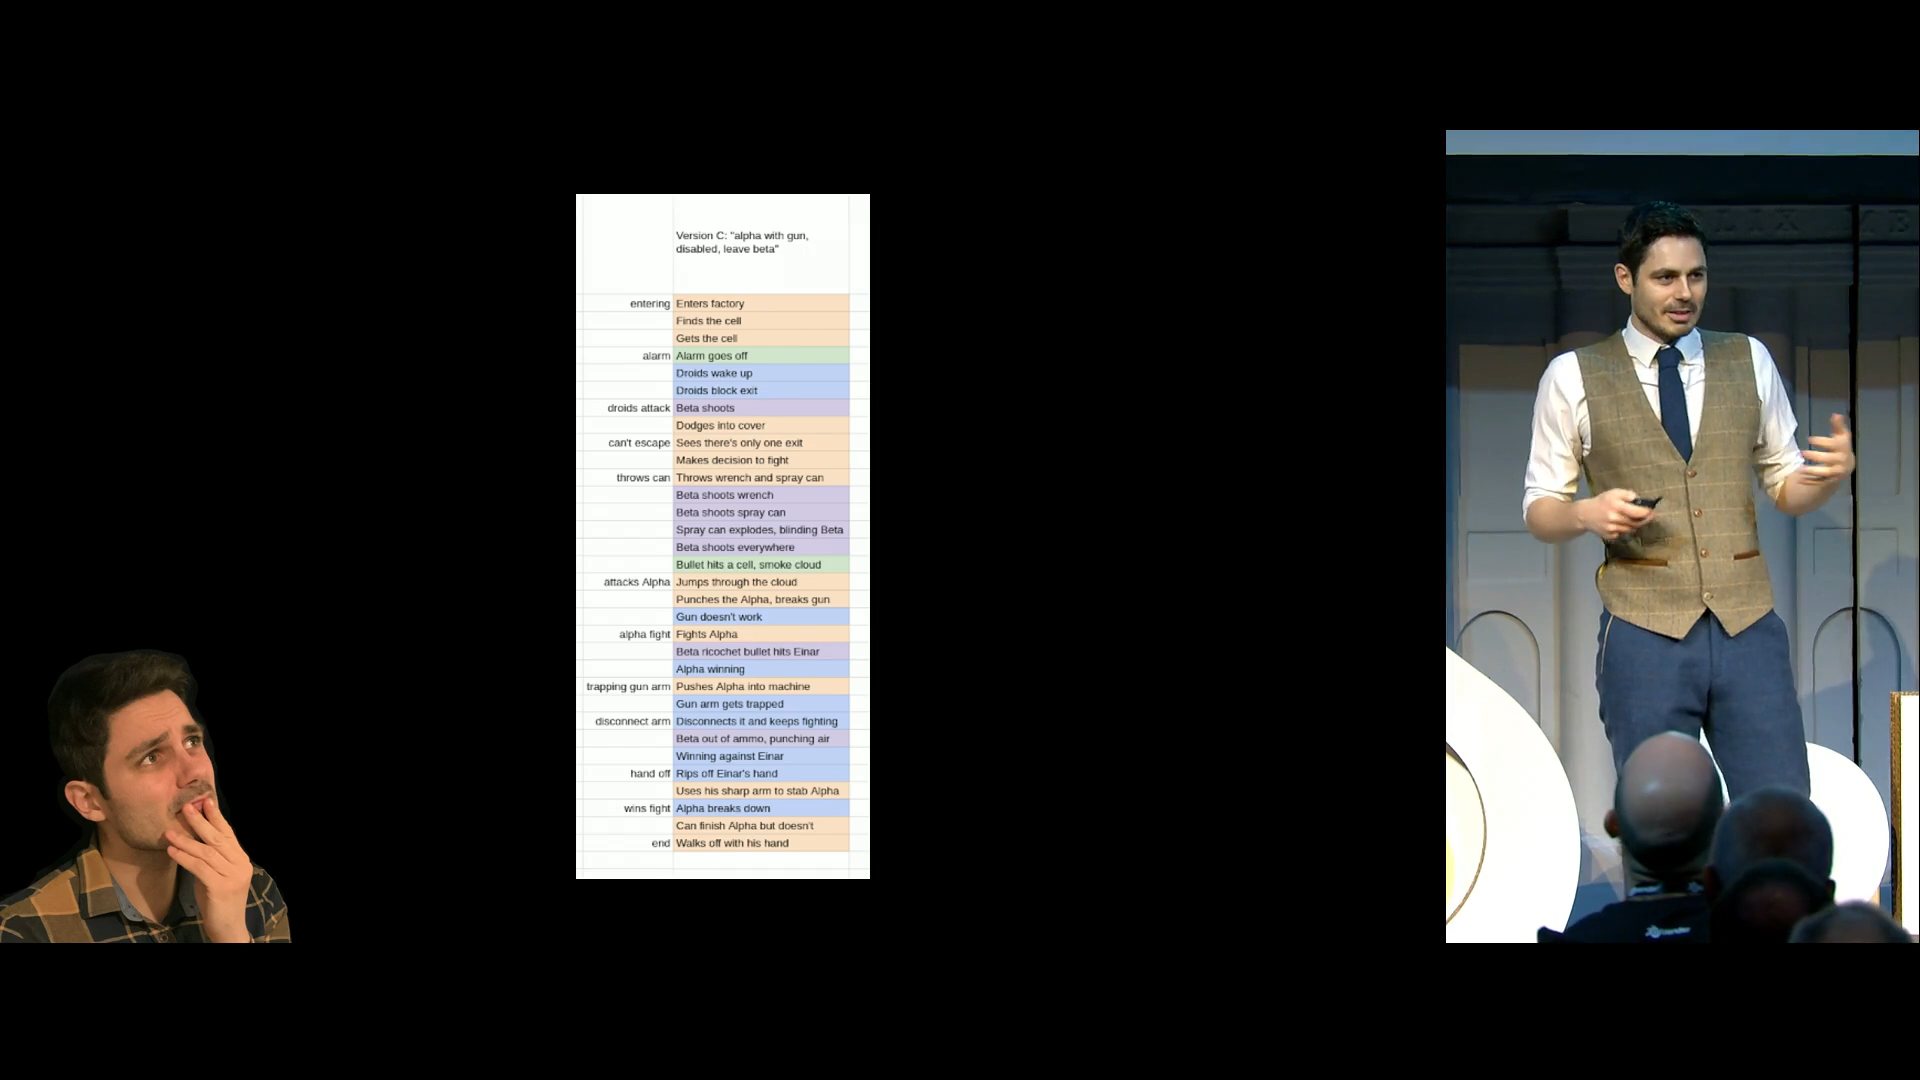 Version C: "alpha with gun,
disabled, leave beta"
entering Enters factory
Finds the cell
Gets the cell
alarm Alarm goes off
Droids wake up
Droids block exit
droids attack Beta shoots
Dodges into cover
can't escape Sees there's only one exit
Makes decision to fight
throws can Throws wrench and spray can
Beta shoots wrench
Beta shoots spray can
Spray can explodes, blinding Beta
Beta shoots everywhere
Bullet hits a cell, smoke cloud
attacks Alpha Jumps through the cloud
Punches the Alpha, breaks gun
Gun doesn't work
alpha fight Fights Alpha
Beta ricochet bullet hits Einar
Alpha winning
trapping gun arm Pushes Alpha into machine
Gun arm gets trapped
disconnect arm Disconnects it and keeps fighting
Beta out of ammo, punching air
Winning against Einar
hand off Rips off Einar's hand
Uses his sharp arm to stab Alpha
wins fight Alpha breaks down
Can finish Alpha but doesn't
end Walks off with his hand